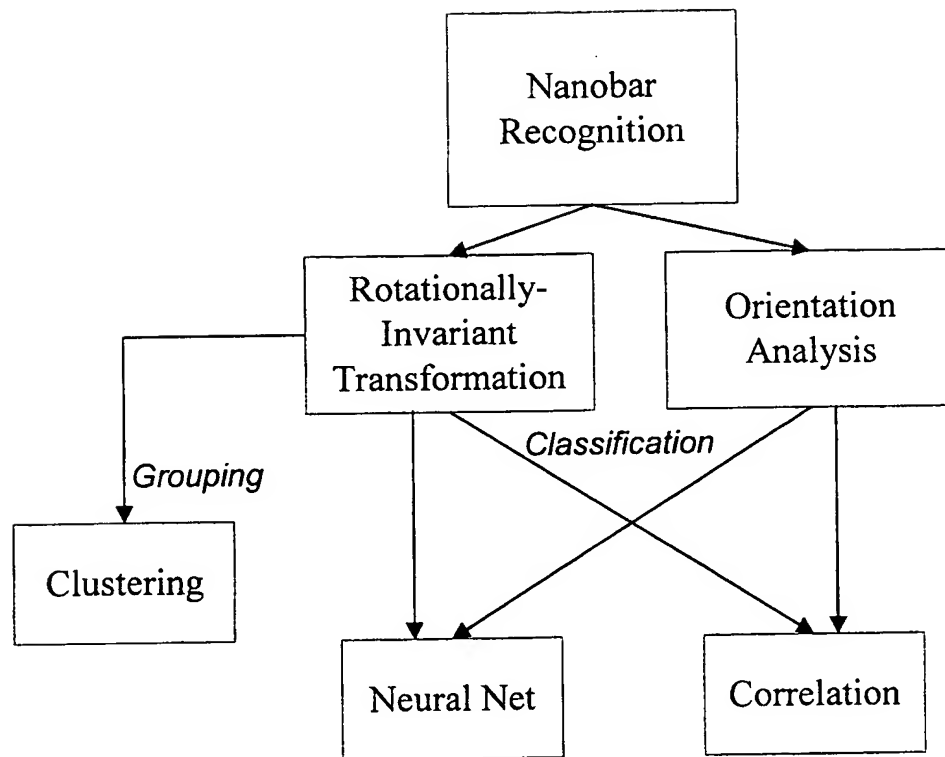 Nanobar
Recognition
Rotationally-
Invariant
Transformation
Orientation
Analysis
Grouping
Classification
Clustering
Neural Net
Correlation